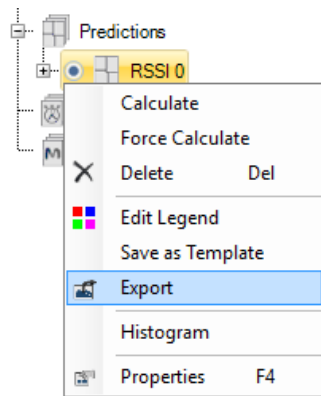 Predictions
RSSI 0
Calculate
Force Calculate
Delete Del
Edit Legend
Save as Template
Export
Histogram
Properties F4